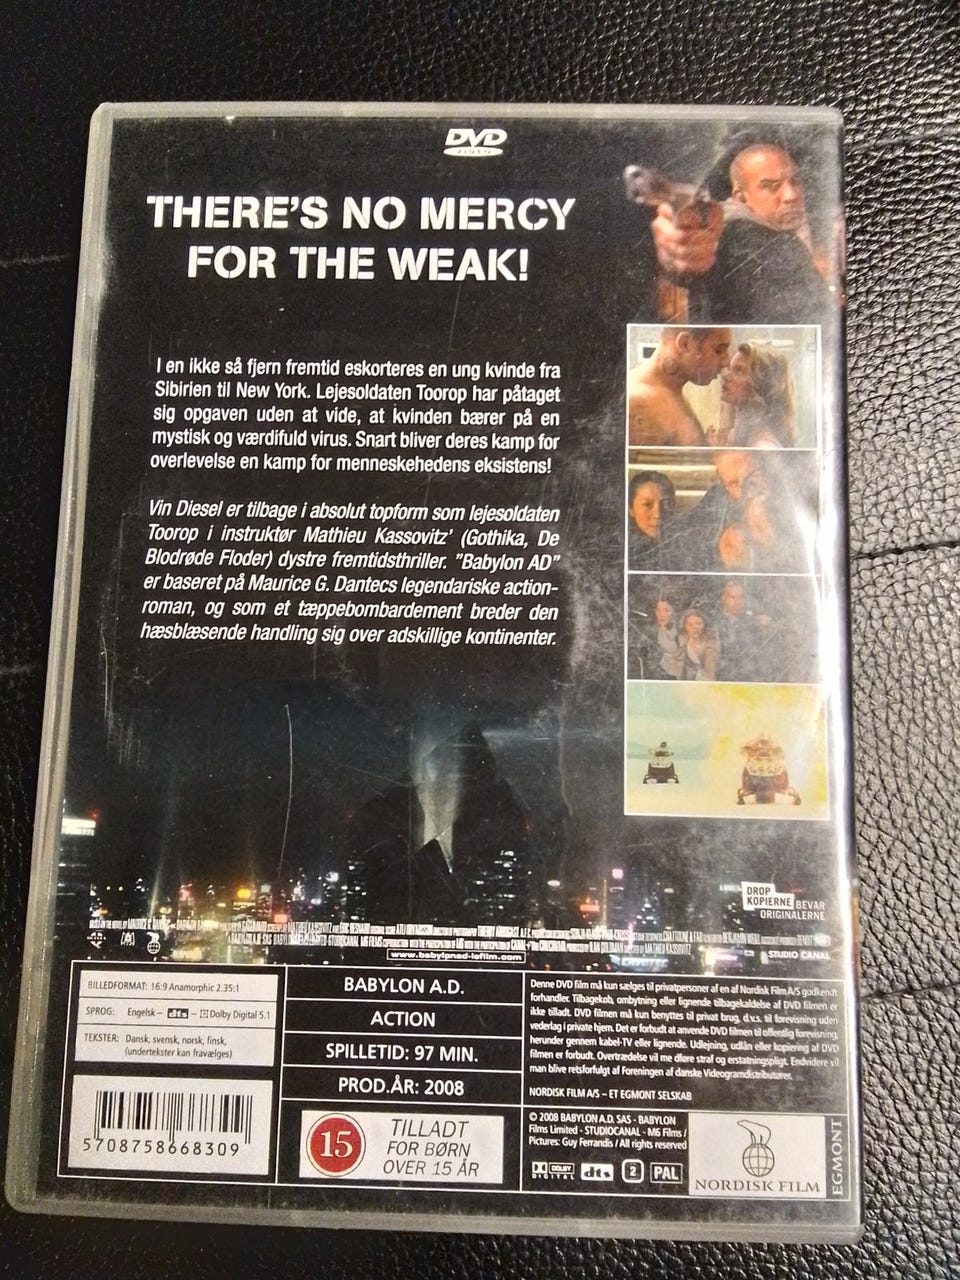 DVD
VIDEO
THERE'S NO MERCY
FOR THE WEAK!
I en ikke så fjern fremtid eskorteres en ung kvinde fra
Sibirien til New York. Lejesoldaten Toorop har påtaget
sig opgaven uden at vide, at kvinden bærer på en
mystisk og værdifuld virus. Snart bliver deres kamp for
overlevelse en kamp for menneskehedens eksistens!
Vin Diesel er tilbage i absolut topform som lejesoldaten
Toorop i instruktør Mathieu Kassovitz' (Gothika, De
Blodrøde Floder) dystre fremtidsthriller. "Babylon AD"
er baseret på Maurice G. Dantecs legendariske action-
roman, og som et tæppebombardement breder den
hæsblæsende handling sig over adskillige kontinenter.
DROP
KOPIERNE BEVAR
ORIGINALERNE
STUDIO CANAL
www.babylonad-lefilm.com
BILLEDFORMAT: 16:9 Anamorphic 2.35:1
SPROG: Engelsk – dts – Dolby Digital 5.1
TEKSTER: Dansk, svensk, norsk, finsk,
(undertekster kan fravælges)
5708758668309
BABYLON A.D.
ACTION
SPILLETID: 97 MIN.
PROD.ÅR: 2008
15
TILLADT
FOR BØRN
OVER 15 ÅR
Denne DVD film må kun sælges til privatpersoner af en af Nordisk Film A/S godkendt
forhandler. Tilbagekøb, ombytning eller lignende tilbagekaldelse af DVD filmen er
ikke tilladt. DVD filmen må kun benyttes til privat brug, d.v.s. til forevisning uden
vederlag i private hjem. Det er forbudt at anvende DVD filmen til offentlig forevisning,
herunder gennem kabel-TV eller lignende. Udlejning, udlån eller kopiering af DVD
filmen er forbudt. Overtrædelse vil me dføre straf og erstatningspligt. Endvidere vil
man blive retsforfulgt af Foreningen af danske Videogramdistributører.
NORDISK FILM A/S – ET EGMONT SELSKAB
© 2008 BABYLON A.D. SAS - BABYLON
Films Limited - STUDIOCANAL - M6 Films /
Pictures: Guy Ferrandis / All rights reserved
DOLBY
DIGITAL
dts
2
PAL
NORDISK FILM
EGMONT